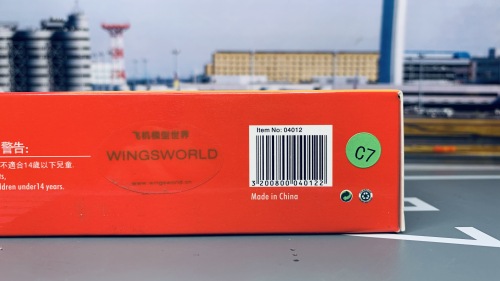 警告:
不適合14歲以下兒童.
ts,
ildren under14 years.
飞机模型世界
WINGSWORLD
www.wingsworld.cn
Item No: 04012
3 200800 040122
Made in China
C7